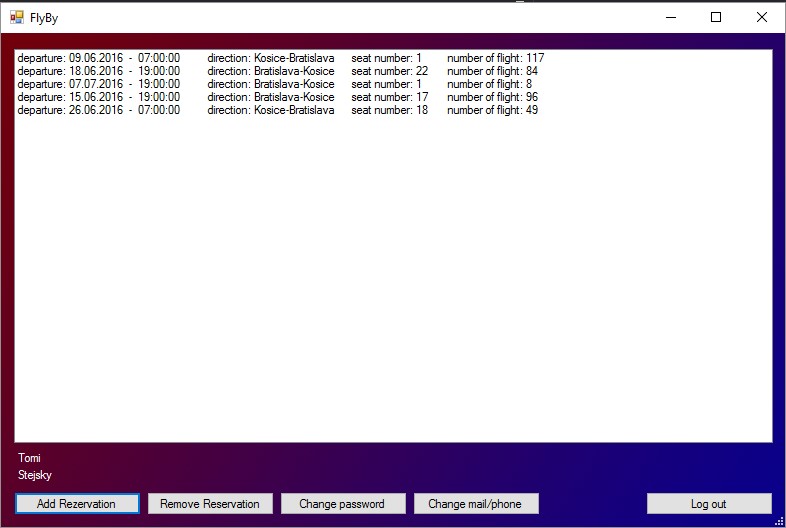 FlyBy
departure: 09.06.2016 - 07:00:00 direction: Kosice-Bratislava seat number: 1 number of flight: 117
departure: 18.06.2016 - 19:00:00 direction: Bratislava-Kosice seat number: 22 number of flight: 84
departure: 07.07.2016 - 19:00:00 direction: Bratislava-Kosice seat number: 1 number of flight: 8
departure: 15.06.2016 - 19:00:00 direction: Bratislava-Kosice seat number: 17 number of flight: 96
departure: 26.06.2016 - 07:00:00 direction: Kosice-Bratislava seat number: 18 number of flight: 49
Tomi
Stejsky
Add Rezervation Remove Reservation Change password Change mail/phone Log out